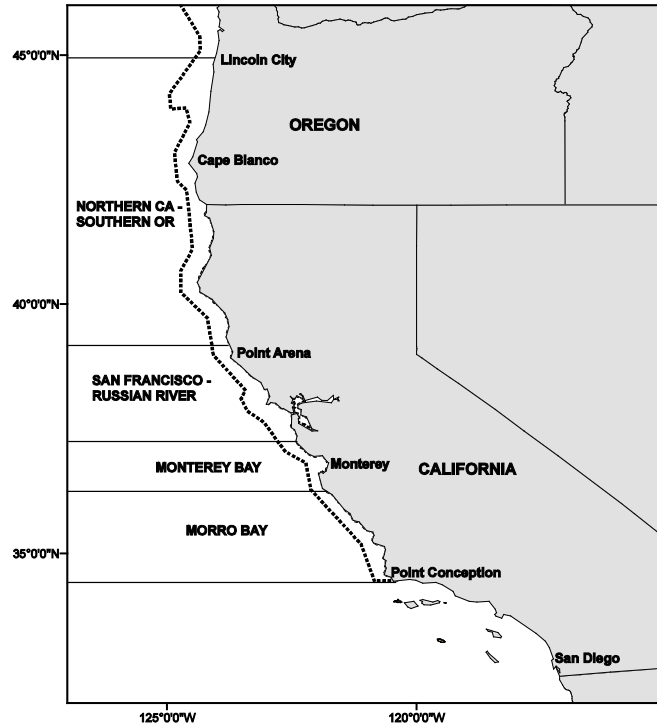 45°0'0"N
Lincoln City
OREGON
Cape Blanco
NORTHERN CA -
SOUTHERN OR
40°0'0"N
Point Arena
SAN FRANCISCO -
RUSSIAN RIVER
MONTEREY BAY
Monterey
CALIFORNIA
MORRO BAY
35°0'0"N
Point Conception
San Diego
125°0'0"W
120°0'0"W